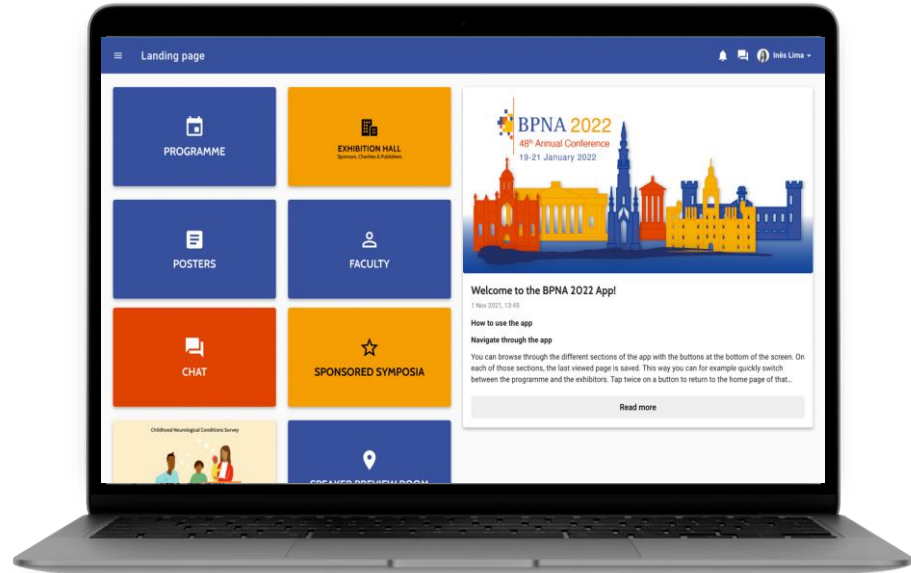 Landing page
Inês Lima
PROGRAMME
EXHIBITION HALL
Sponsors, Charities & Publishers
POSTERS
FACULTY
CHAT
SPONSORED SYMPOSIA
Childhood Neurological Conditions Survey
SPEAKER PREVIEW ROOM
BPNA 2022
48th Annual Conference
19-21 January 2022
Welcome to the BPNA 2022 App!
1 Nov 2021, 13:45
How to use the app
Navigate through the app
You can browse through the different sections of the app with the buttons at the bottom of the screen. On
each of those sections, the last viewed page is saved. This way you can for example quickly switch
between the programme and the exhibitors. Tap twice on a button to return to the home page of that...
Read more